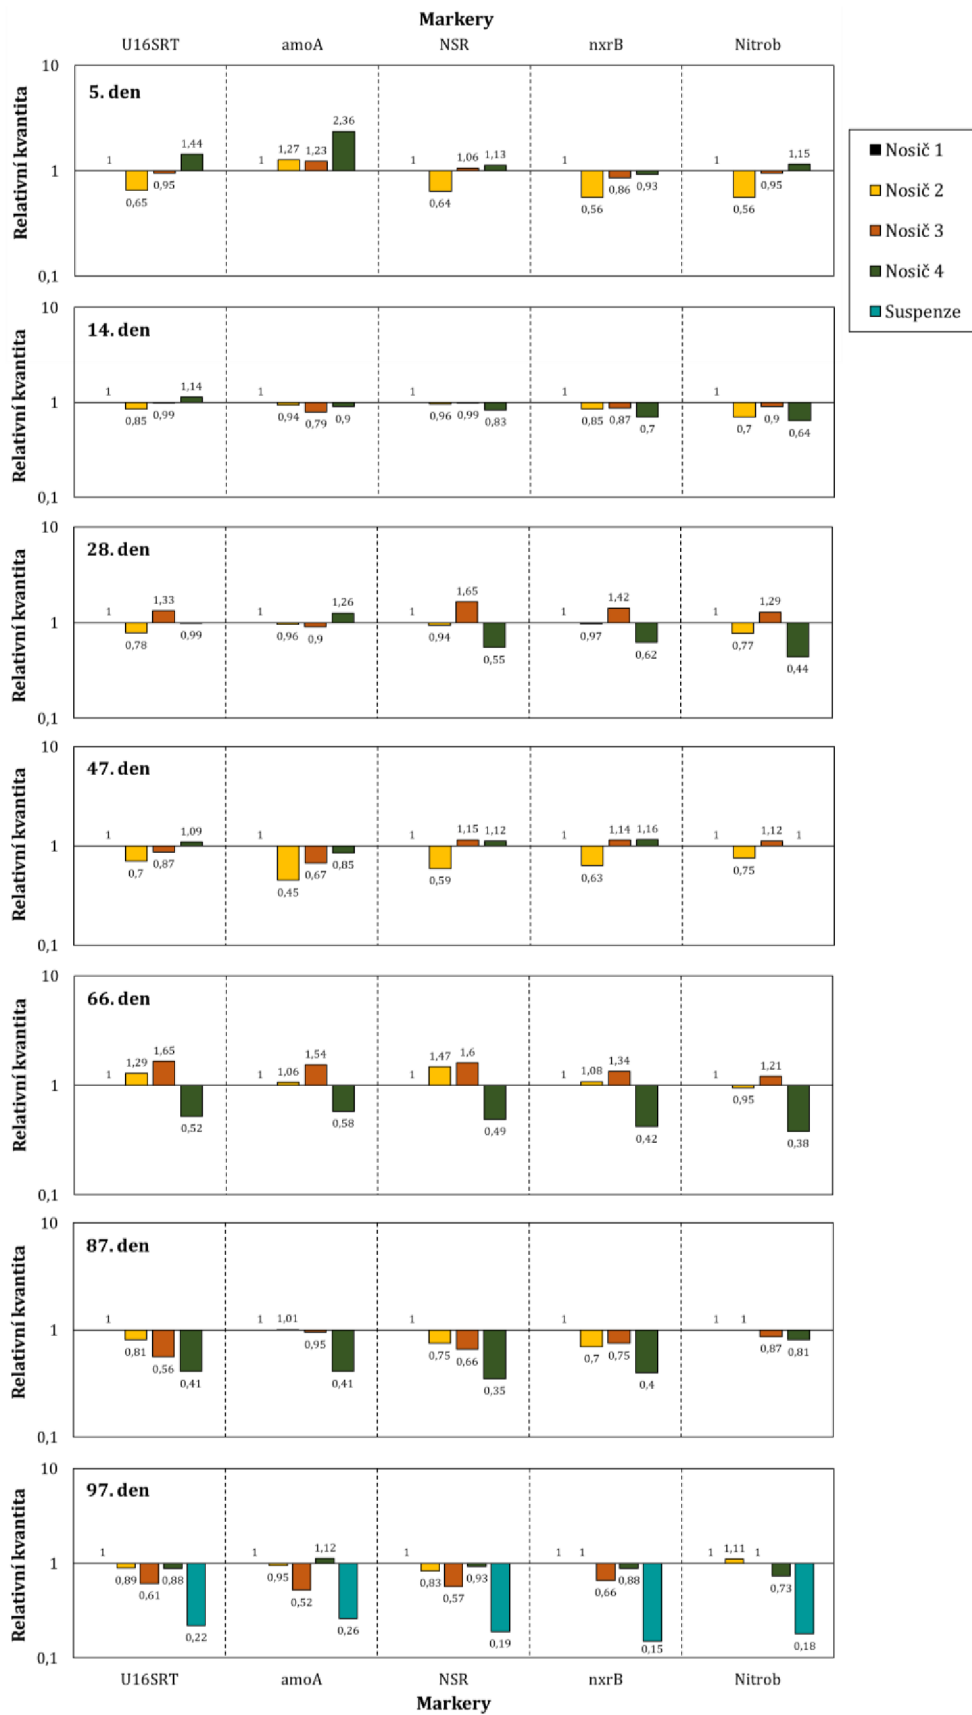 Markery
U16SRT amoA NSR nxrB Nitrob
Relativní kvantita
10
1
0,1
5. den
1 0,65 0,95 1,44
1 1,27 1,23 2,36
1 0,64 1,06 1,13
1 0,56 0,86 0,93
1 0,56 0,95 1,15
Nosič 1
Nosič 2
Nosič 3
Nosič 4
Suspenze
Relativní kvantita
10
1
0,1
14. den
1 0,85 0,99 1,14
1 0,94 0,79 0,9
1 0,96 0,99 0,83
1 0,85 0,87 0,7
1 0,7 0,9 0,64
Relativní kvantita
10
1
0,1
28. den
1 0,78 1,33 0,99
1 0,96 0,9 1,26
1 0,94 1,65 0,55
1 0,97 1,42 0,62
1 0,77 1,29 0,44
Relativní kvantita
10
1
0,1
47. den
1 0,7 0,87 1,09
1 0,45 0,67 0,85
1 0,59 1,15 1,12
1 0,63 1,14 1,16
1 0,75 1,12 1
Relativní kvantita
10
1
0,1
66. den
1 1,29 1,65 0,52
1 1,06 1,54 0,58
1 1,47 1,6 0,49
1 1,08 1,34 0,42
1 0,95 1,21 0,38
Relativní kvantita
10
1
0,1
87. den
1 0,81 0,56 0,41
1 1,01 0,95 0,41
1 0,75 0,66 0,35
1 0,7 0,75 0,4
1 1 0,87 0,81
Relativní kvantita
10
1
0,1
97. den
1 0,89 0,61 0,88 0,22
1 0,95 0,52 1,12 0,26
1 0,83 0,57 0,93 0,19
1 1 0,66 0,88 0,15
1 1,11 1 0,73 0,18
U16SRT amoA NSR nxrB Nitrob
Markery